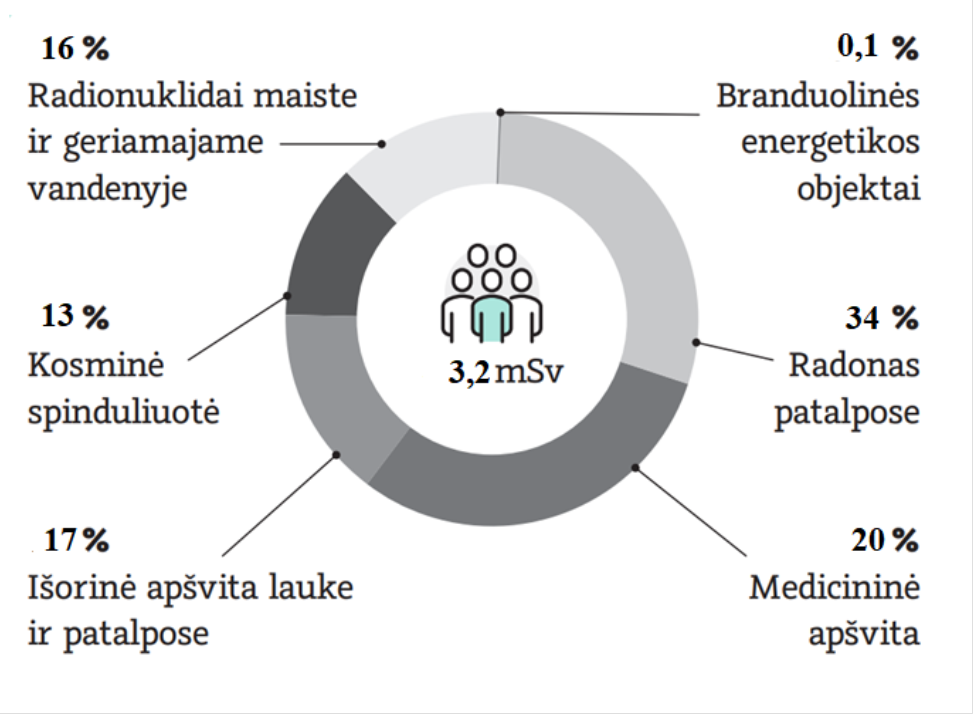 16 %
Radionuklidai maiste
ir geriamajame
vandenyje
0,1 %
Branduolinės
energetikos
objektai
13 %
Kosminė
spinduliuotė
3,2 mSv
34 %
Radonas
patalpose
17 %
Išorinė apšvita lauke
ir patalpose
20 %
Medicininė
apšvita